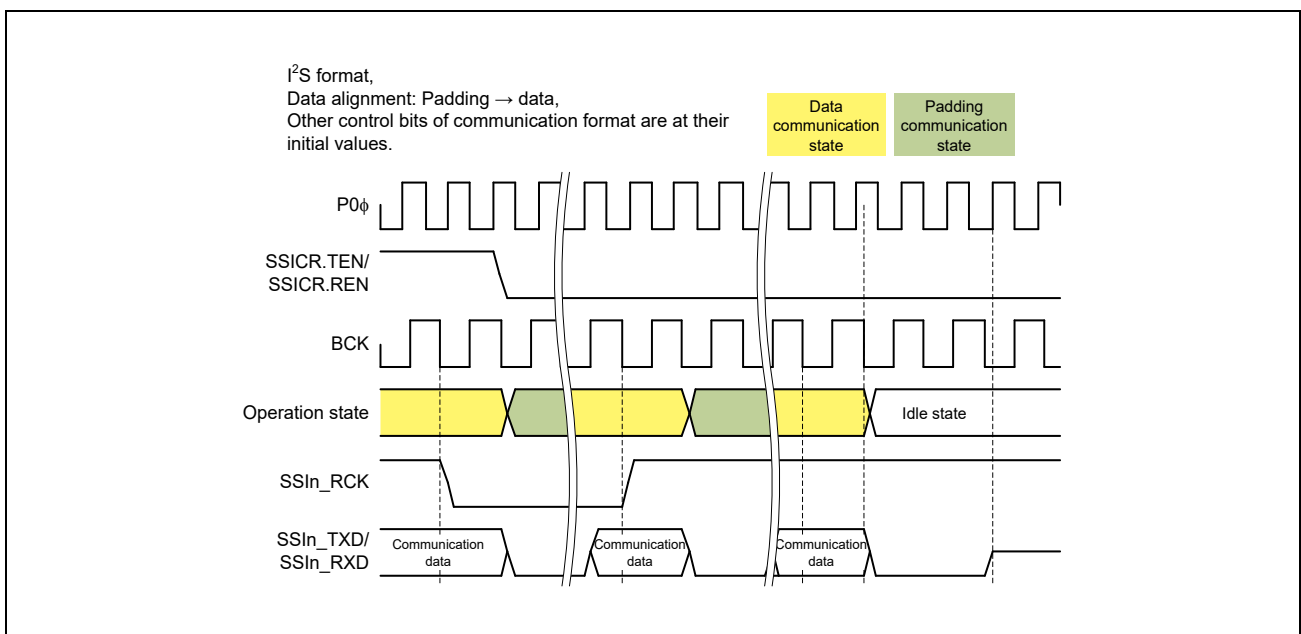 I²S format,
Data alignment: Padding → data,
Other control bits of communication format are at their
initial values.
Data
communication
state
Padding
communication
state
P0ϕ
SSICR.TEN/
SSICR.REN
BCK
Operation state
Idle state
SSIn_RCK
SSIn_TXD/
SSIn_RXD
Communication
data
Communication
data
Communication
data